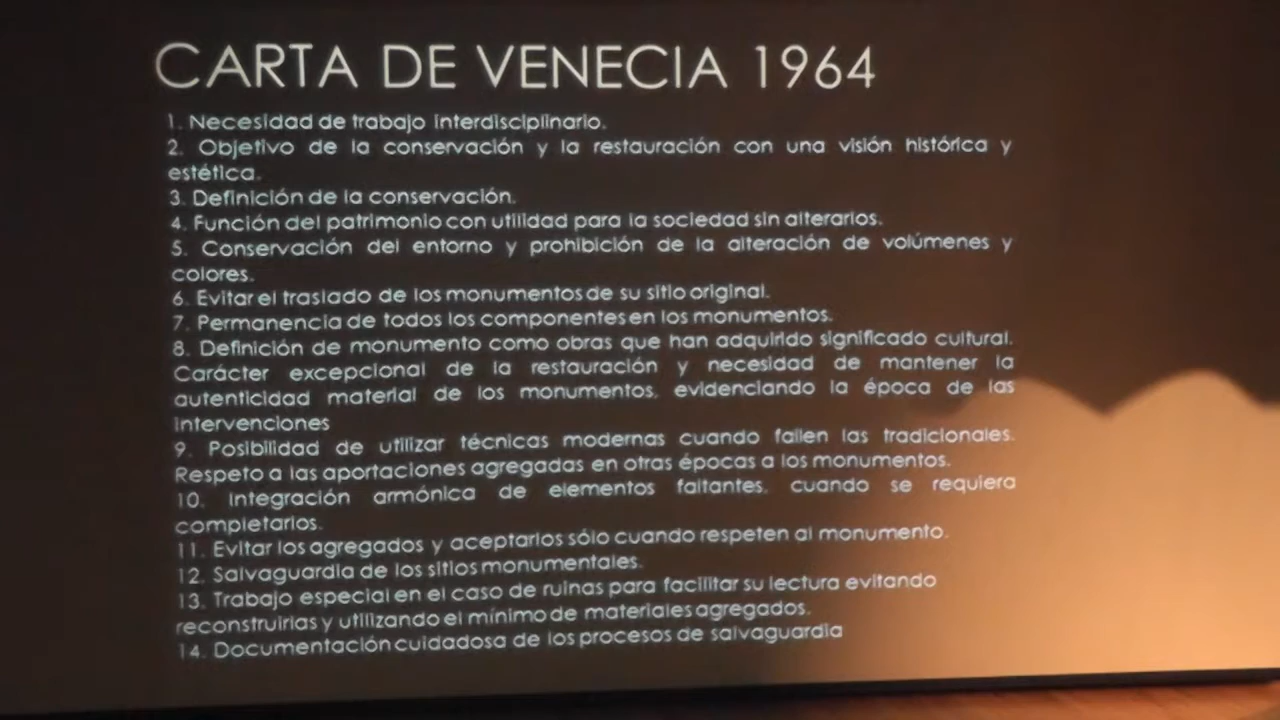 CARTA DE VENECIA 1964
1. Necesidad de trabajo interdisciplinario.
2. Objetivo de la conservación y la restauración con una visión histórica y
estética.
3. Definición de la conservación.
4. Función del patrimonio con utilidad para la sociedad sin alterarlos.
5. Conservación del entorno y prohibición de la alteración de volúmenes y
colores.
6. Evitar el traslado de los monumentos de su sitio original.
7. Permanencia de todos los componentes en los monumentos.
8. Definición de monumento como obras que han adquirido significado cultural.
Carácter excepcional de la restauración y necesidad de mantener la
autenticidad material de los monumentos, evidenciando la época de las
intervenciones
9. Posibilidad de utilizar técnicas modernas cuando fallen las tradicionales.
Respeto a las aportaciones agregadas en otras épocas a los monumentos.
10. Integración armónica de elementos faltantes, cuando se requiera
completarlos.
11. Evitar los agregados y aceptarlos sólo cuando respeten al monumento.
12. Salvaguardia de los sitios monumentales.
13. Trabajo especial en el caso de ruinas para facilitar su lectura evitando
reconstruirlas y utilizando el mínimo de materiales agregados.
14. Documentación cuidadosa de los procesos de salvaguardia